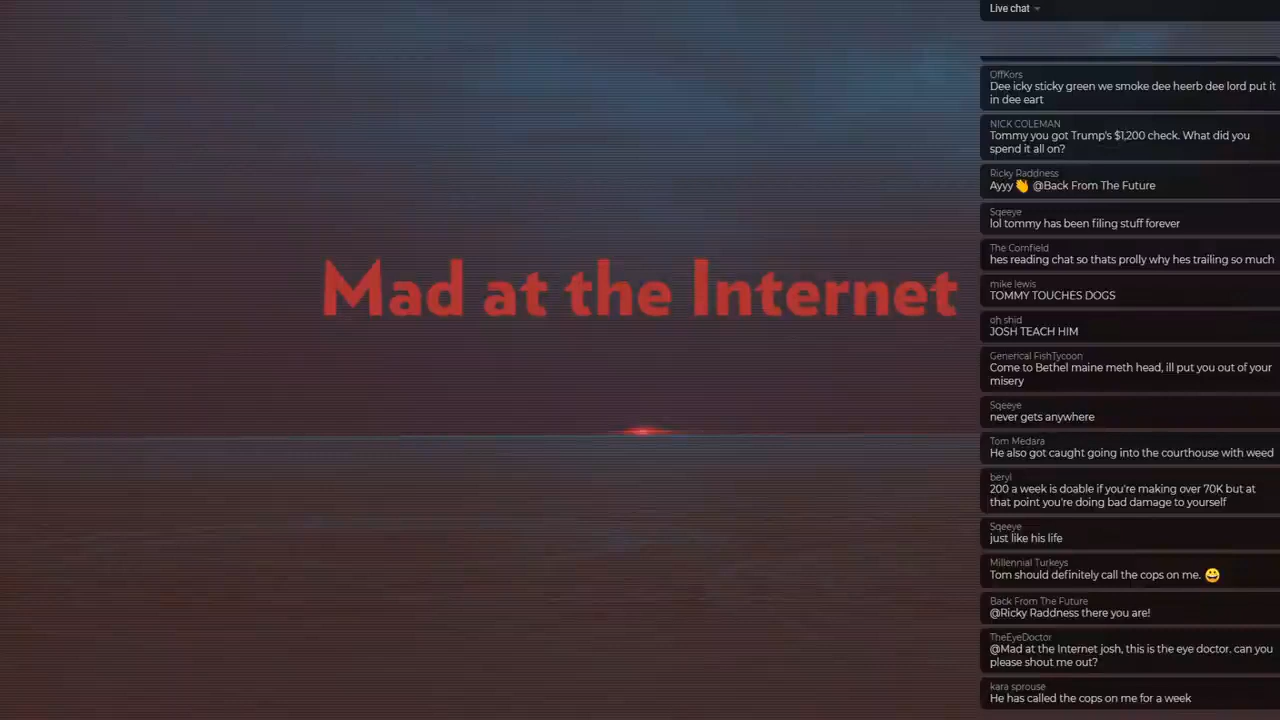 Live chat
OffKors
Dee icky sticky green we smoke dee heerb dee lord put it
in dee eart
NICK COLEMAN
Tommy you got Trump's $1,200 check. What did you
spend it all on?
Ricky Raddness
Ayyy👋 @Back From The Future
Sqeeye
lol tommy has been filing stuff forever
The Cornfield
hes reading chat so thats prolly why hes trailing so much
mike lewis
TOMMY TOUCHES DOGS
oh shid
JOSH TEACH HIM
Generical FishTycoon
Come to Bethel maine meth head, ill put you out of your
misery
Sqeeye
never gets anywhere
Tom Medara
He also got caught going into the courthouse with weed
beryl
200 a week is doable if you're making over 70K but at
that point you're doing bad damage to yourself
Sqeeye
just like his life
Millennial Turkeys
Tom should definitely call the cops on me. 😀
Back From The Future
@Ricky Raddness there you are!
TheEyeDoctor
@Mad at the Internet josh, this is the eye doctor. can you
please shout me out?
kara sprouse
He has called the cops on me for a week
Mad at the Internet